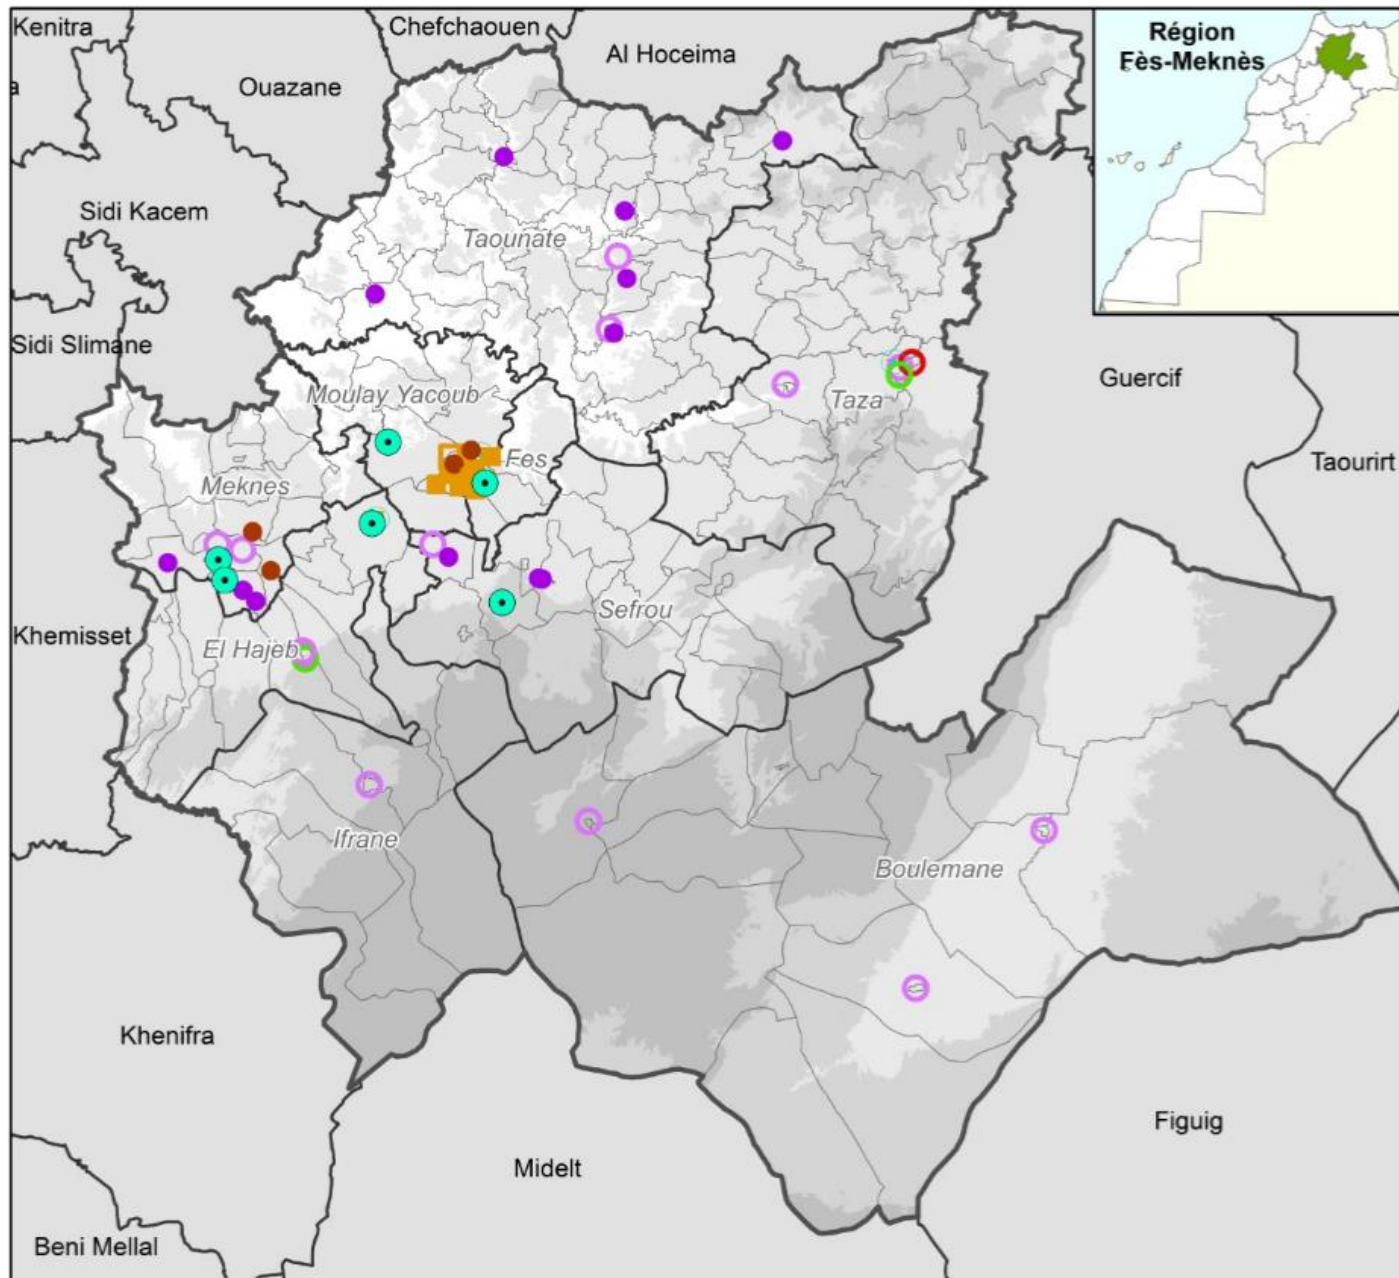 Kenitra
Chefchaouen
Al Hoceima
Région
Fès-Meknès
Ouazane
a
Sidi Kacem
Taounate
Sidi Slimane
Guercif
Moulay Yacoub
Taza
Fes
Taourirt
Meknes
Sefrou
Khemisset
El Hajeb
Ifrane
Boulemane
Khenifra
Figuig
Midelt
Beni Mellal